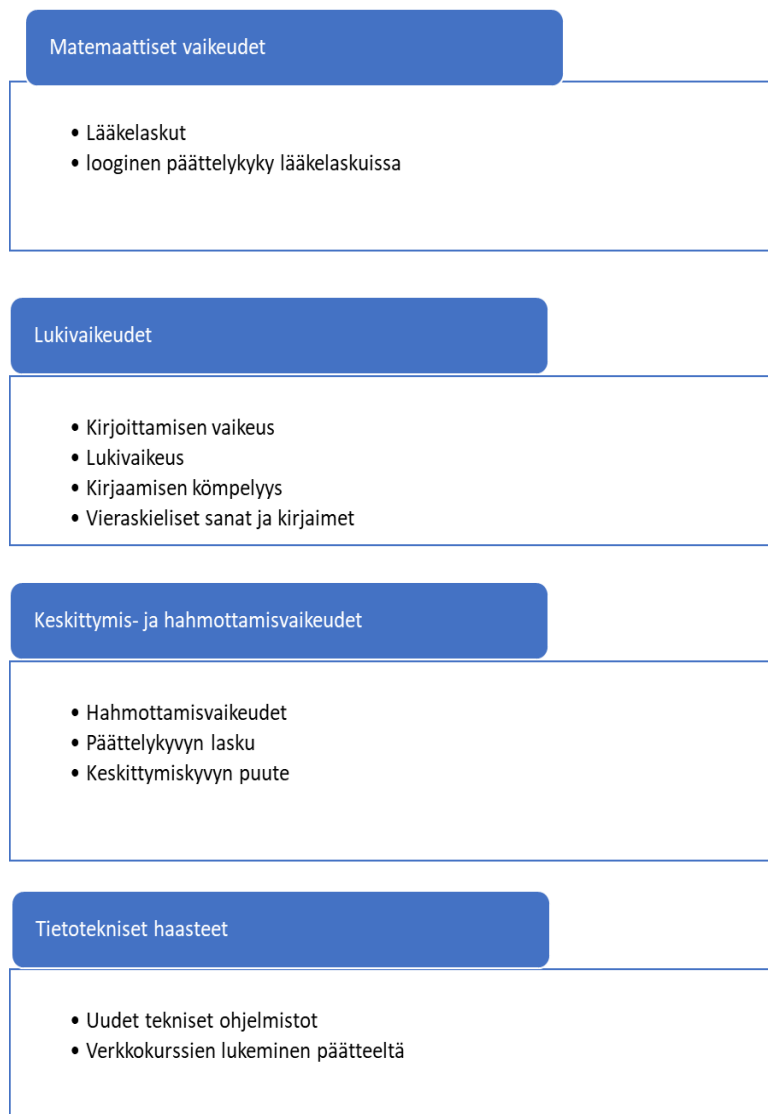 Matemaattiset vaikeudet
• Lääkelaskut
• looginen päättelykyky lääkelaskuissa
Lukivaikeudet
• Kirjoittamisen vaikeus
• Lukivaikeus
• Kirjaamisen kömpelyys
• Vieraskieliset sanat ja kirjaimet
Keskittymis- ja hahmottamisvaikeudet
• Hahmottamisvaikeudet
• Päättelykyvyn lasku
• Keskittymiskyvyn puute
Tietotekniset haasteet
• Uudet tekniset ohjelmistot
• Verkkokurssien lukeminen päätteeltä